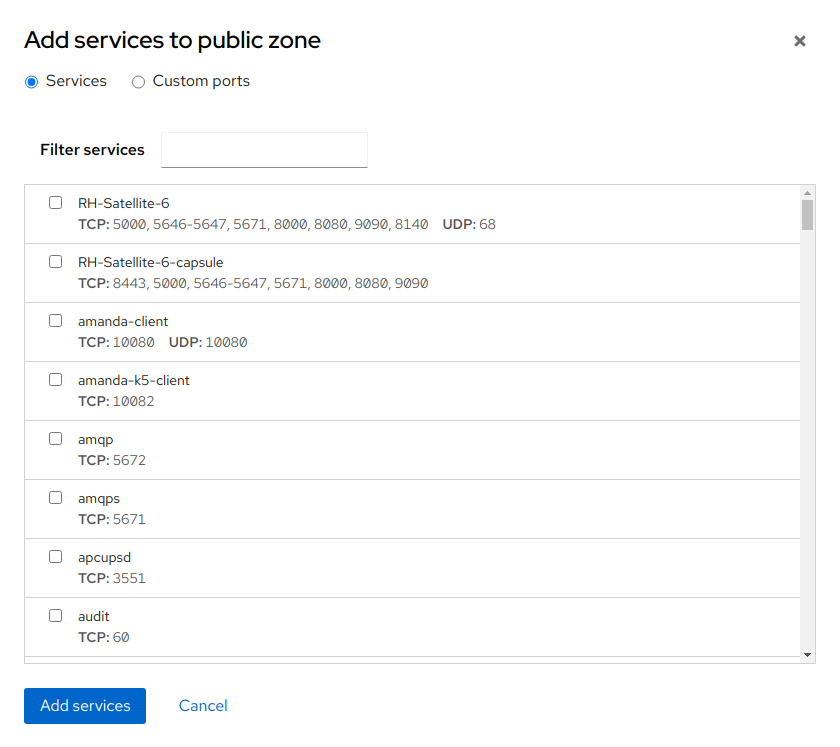 Add services to public zone
Services Custom ports
Filter services
RH-Satellite-6
TCP: 5000, 5646-5647, 5671, 8000, 8080, 9090, 8140 UDP: 68
RH-Satellite-6-capsule
TCP: 8443, 5000, 5646-5647, 5671, 8000, 8080, 9090
amanda-client
TCP: 10080 UDP: 10080
amanda-k5-client
TCP: 10082
amqp
TCP: 5672
amqps
TCP: 5671
apcupsd
TCP: 3551
audit
TCP: 60
Add services Cancel